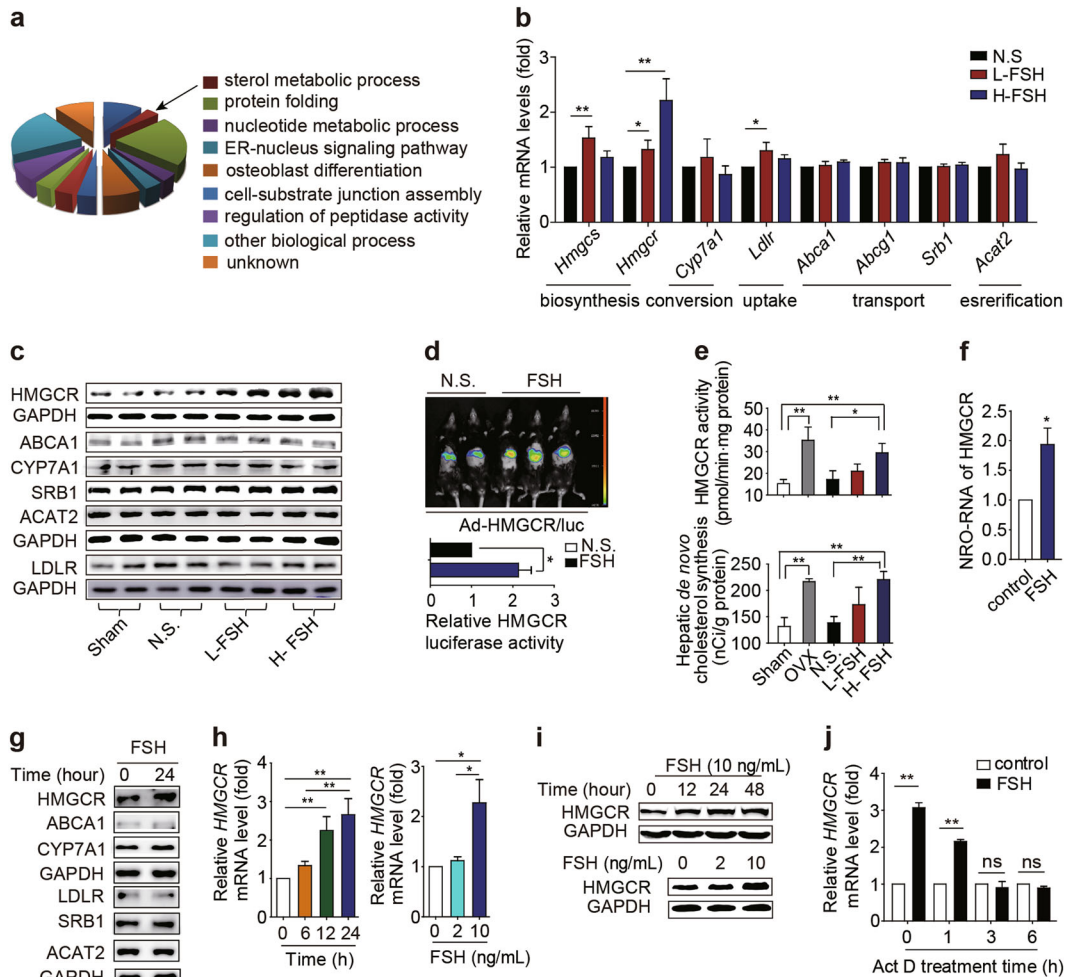 a
sterol metabolic process
protein folding
nucleotide metabolic process
ER-nucleus signaling pathway
osteoblast differentiation
cell-substrate junction assembly
regulation of peptidase activity
other biological process
unknown
b
Relative mRNA levels (fold)
3
2
1
0
** * ** *
N.S
L-FSH
H-FSH
Hmgcs Hmgcr Cyp7a1 Ldlr Abca1 Abcg1 Srb1 Acat2
biosynthesis conversion uptake transport esrerification
c
HMGCR
GAPDH
ABCA1
CYP7A1
SRB1
ACAT2
GAPDH
LDLR
GAPDH
Sham N.S. L-FSH H- FSH
d
N.S. FSH
Ad-HMGCR/luc
N.S.
FSH
*
0 1 2 3
Relative HMGCR
luciferase activity
e
HMGCR activity
(pmol/min·mg protein)
60
50
40
30
20
10
**
** *
Hepatic de novo
cholesterol synthesis
(nCi/g protein)
250
200
150
100
**
** **
Sham OVX N.S. L-FSH H- FSH
f
NRO-RNA of HMGCR
2.5
2.0
1.5
1.0
0.5
0
*
control FSH
g
FSH
Time (hour) 0 24
HMGCR
ABCA1
CYP7A1
GAPDH
LDLR
SRB1
ACAT2
GAPDH
h
Relative HMGCR
mRNA level (fold)
4
3
2
1
0
**
**
**
0 6 12 24
Time (h)
Relative HMGCR
mRNA level (fold)
4
3
2
1
0
*
*
0 2 10
FSH (ng/mL)
i
FSH (10 ng/mL)
Time (hour) 0 12 24 48
HMGCR
GAPDH
FSH (ng/mL) 0 2 10
HMGCR
GAPDH
j
Relative HMGCR
mRNA level (fold)
4
3
2
1
0
control
FSH
** ** ns ns
0 1 3 6
Act D treatment time (h)